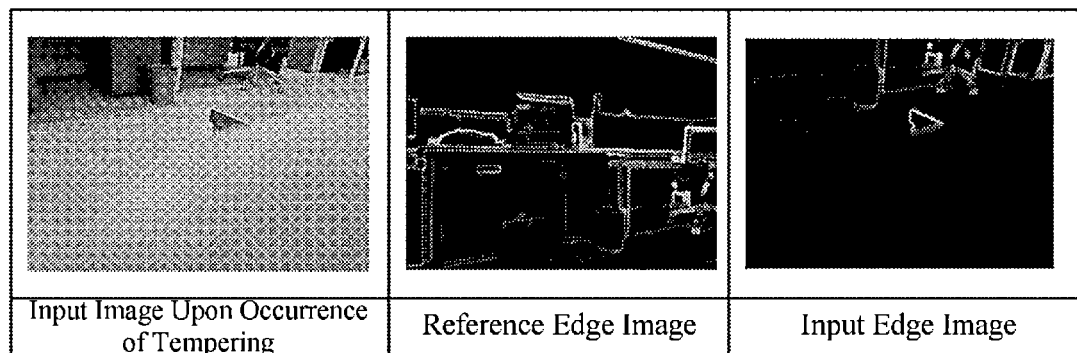 Input Image Upon Occurrence
of Tempering
Reference Edge Image
Input Edge Image